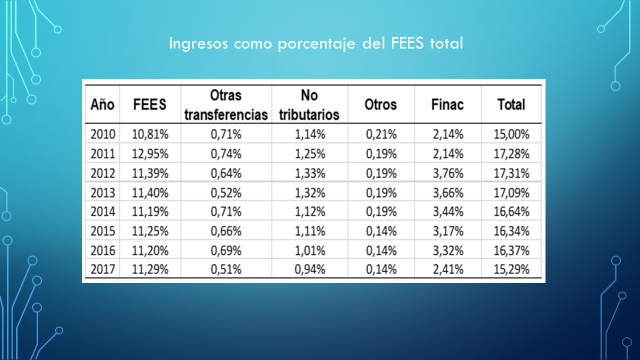 Ingresos como porcentaje del FEES total
Año FEES Otras transferencias No tributarios Otros Finac Total
2010 10,81% 0,71% 1,14% 0,21% 2,14% 15,00%
2011 12,95% 0,74% 1,25% 0,19% 2,14% 17,28%
2012 11,39% 0,64% 1,33% 0,19% 3,76% 17,31%
2013 11,40% 0,52% 1,32% 0,19% 3,66% 17,09%
2014 11,19% 0,71% 1,12% 0,19% 3,44% 16,64%
2015 11,25% 0,66% 1,11% 0,14% 3,17% 16,34%
2016 11,20% 0,69% 1,01% 0,14% 3,32% 16,37%
2017 11,29% 0,51% 0,94% 0,14% 2,41% 15,29%